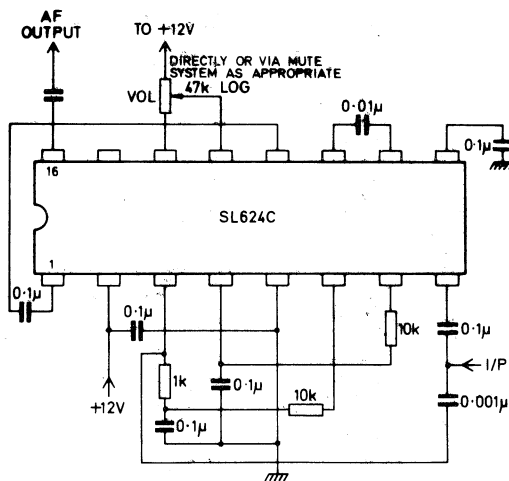 AF
OUTPUT
TO +12V
DIRECTLY OR VIA MUTE
SYSTEM AS APPROPRIATE
VOL
47k LOG
0·01µ
0·1µ
16
SL624C
1
0·1µ
0·1µ
10k
0·1µ
I/P
1k
0·1µ
10k
0·001µ
+12V
0·1µ